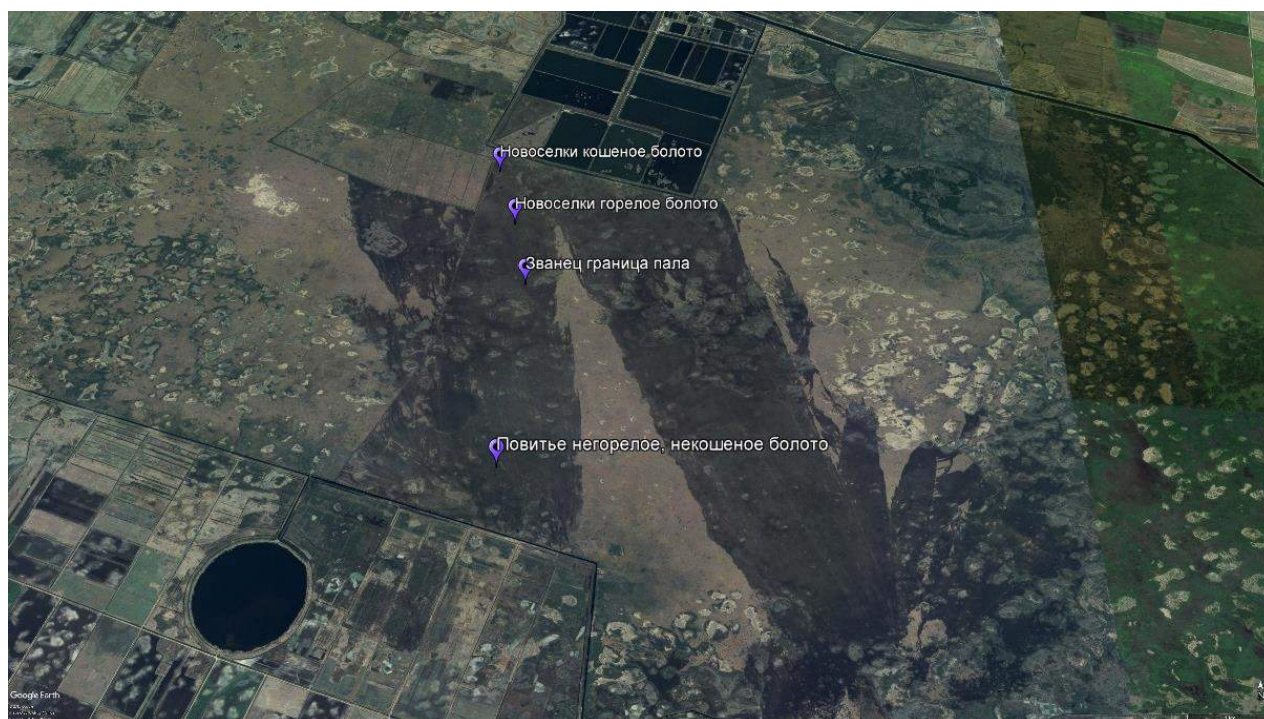 Новоселки кошеное болото
Новоселки горелое болото
Званец граница пала
Повитье негорелое, некошеное болото
Google Earth